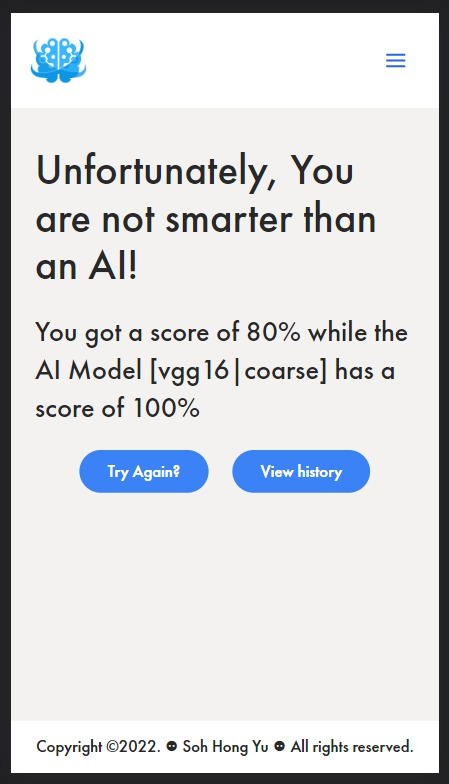 Unfortunately, You
are not smarter than
an AI!
You got a score of 80% while the
AI Model [vgg16|coarse] has a
score of 100%
Try Again?
View history
Copyright ©2022. ⚉ Soh Hong Yu ⚉ All rights reserved.